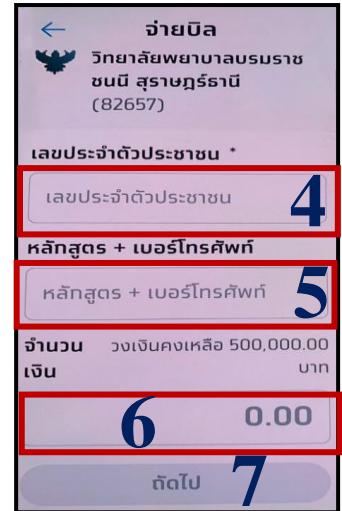 ← จ่ายบิล
วิทยาลัยพยาบาลบรมราช
ชนนี สุราษฎร์ธานี
(82657)
เลขประจำตัวประชาชน *
เลขประจำตัวประชาชน 4
หลักสูตร + เบอร์โทรศัพท์
หลักสูตร + เบอร์โทรศัพท์ 5
จำนวน วงเงินคงเหลือ 500,000.00
เงิน บาท
6 0.00
ถัดไป 7